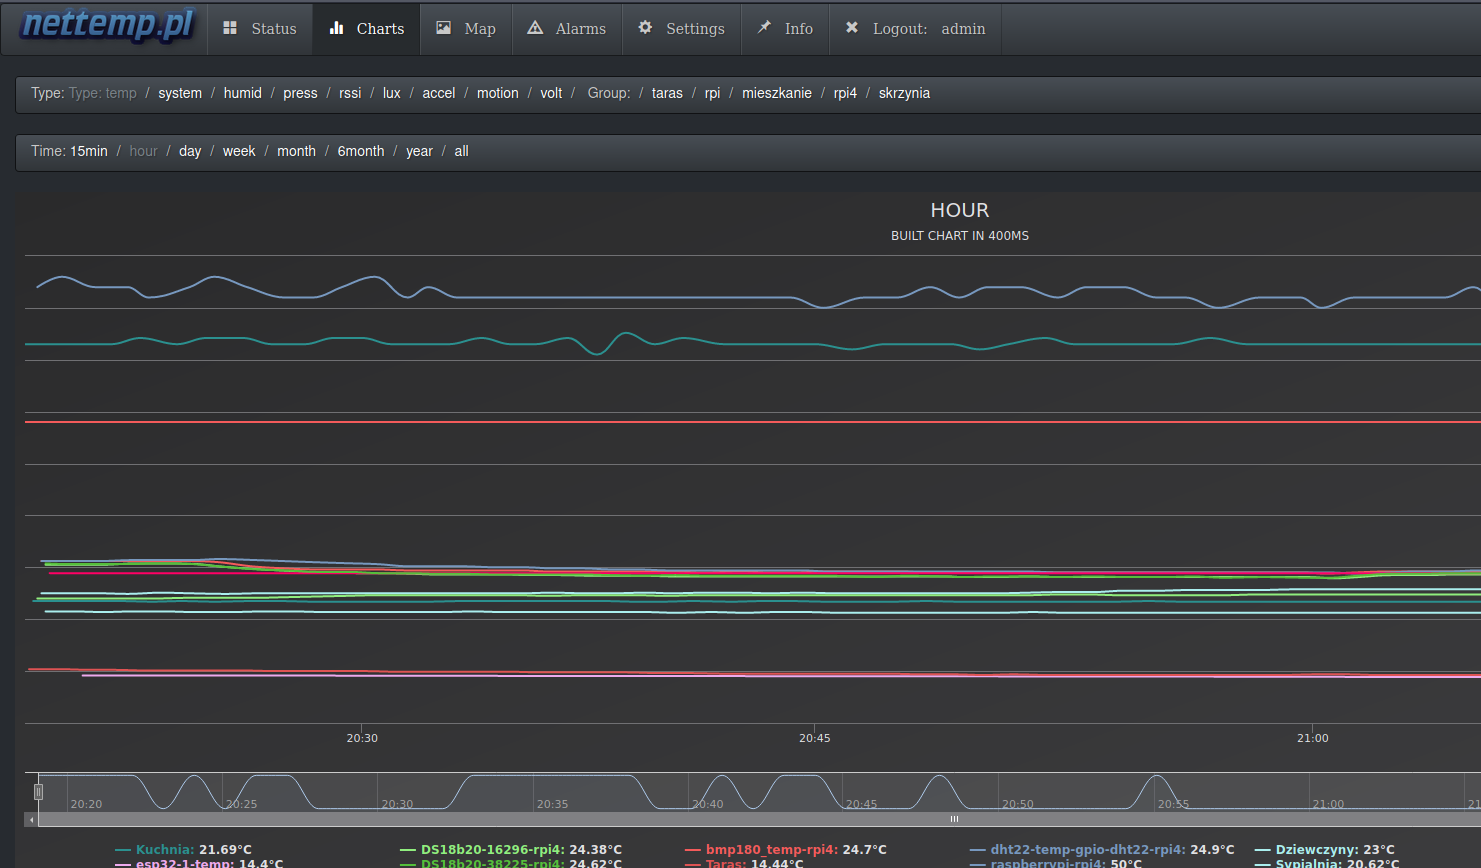 nettemp.pl Status Charts Map Alarms Settings Info Logout: admin
Type: Type: temp / system / humid / press / rssi / lux / accel / motion / volt / Group: / taras / rpi / mieszkanie / rpi4 / skrzynia
Time: 15min / hour / day / week / month / 6month / year / all
HOUR
BUILT CHART IN 400MS
20:30 20:45 21:00
20:20 20:25 20:30 20:35 20:40 20:45 20:50 20:55 21:00 21
Kuchnia: 21.69°C DS18b20-16296-rpi4: 24.38°C bmp180_temp-rpi4: 24.7°C dht22-temp-gpio-dht22-rpi4: 24.9°C Dziewczyny: 23°C
esp32-1-temp: 14.4°C DS18b20-38225-rpi4: 24.62°C Taras: 14.44°C raspberrypi-rpi4: 50°C Sypialnia: 20.62°C